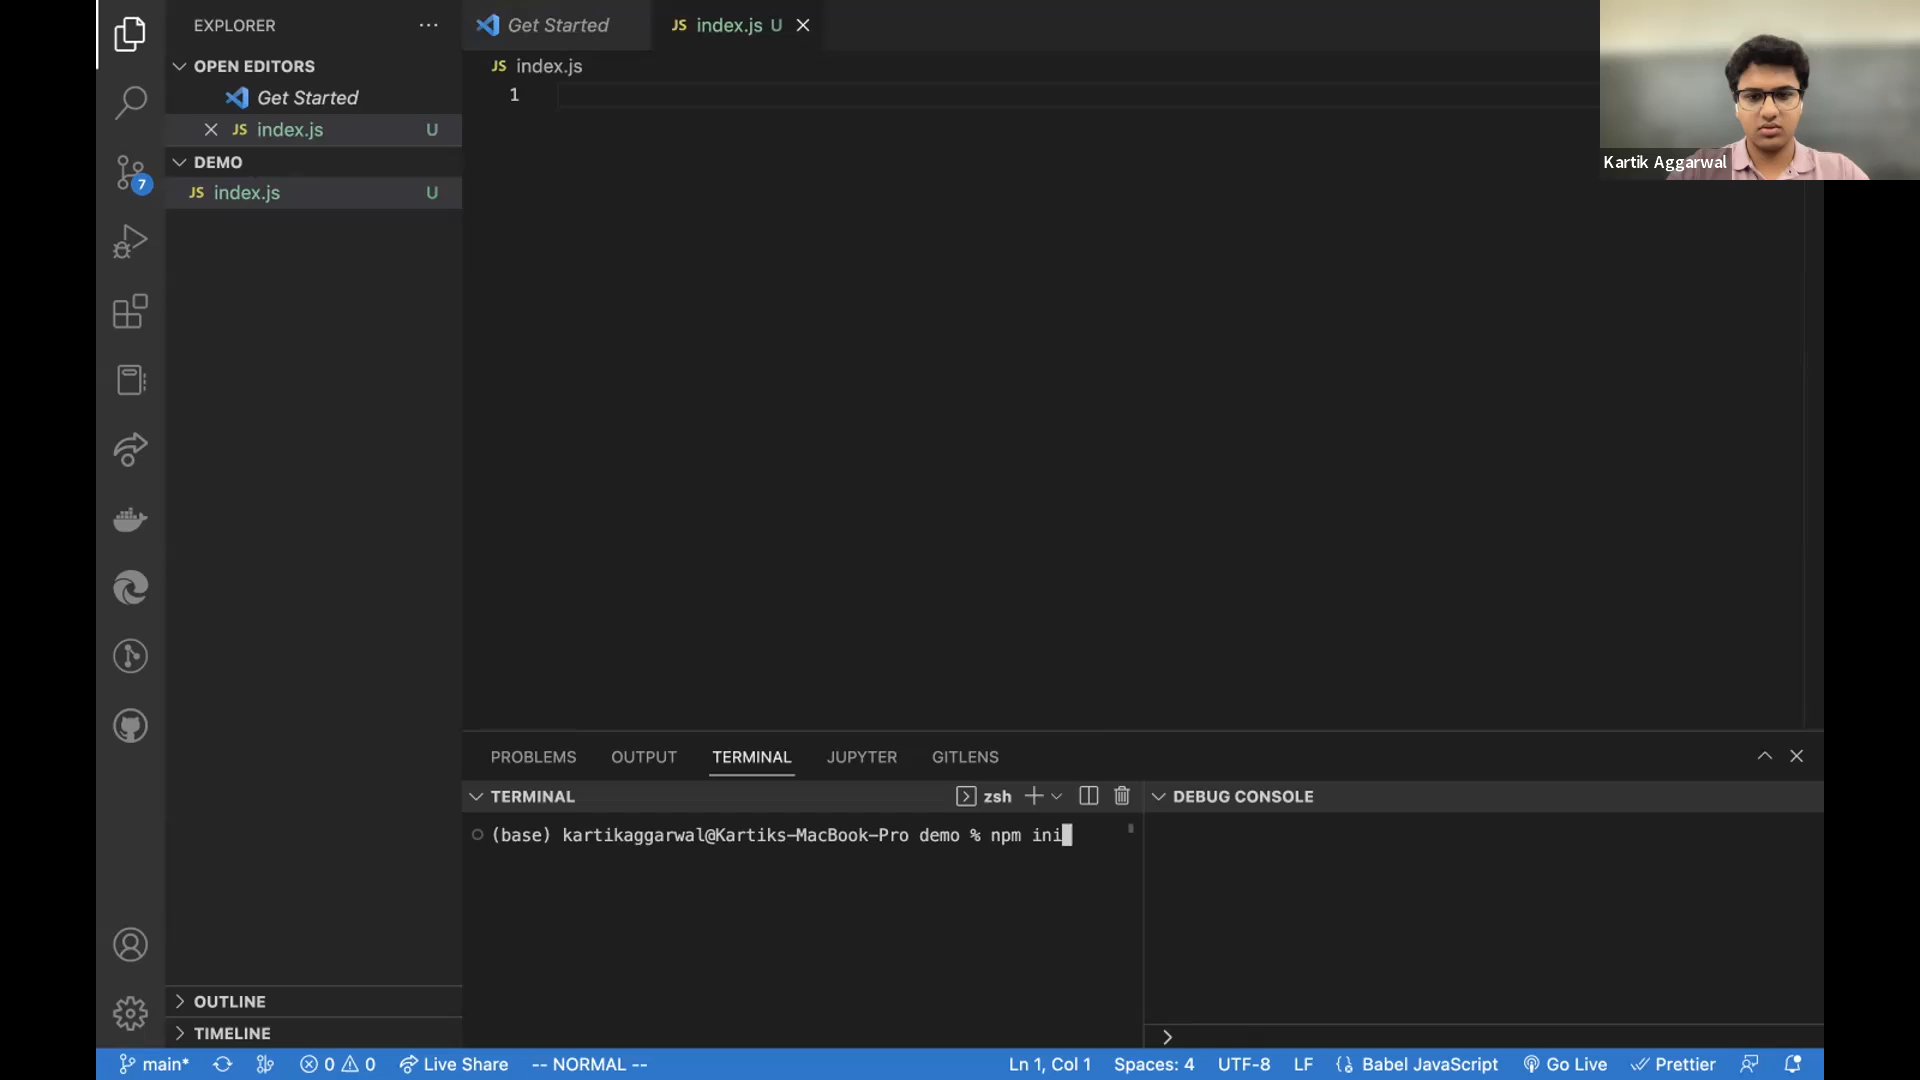 EXPLORER
Get Started
JS index.js U
OPEN EDITORS
Get Started
JS index.js U
DEMO
JS index.js U
JS index.js
1
Kartik Aggarwal
7
PROBLEMS OUTPUT TERMINAL JUPYTER GITLENS
TERMINAL
zsh
DEBUG CONSOLE
(base) kartikaggarwal@Kartiks-MacBook-Pro demo % npm ini
OUTLINE
TIMELINE
main* 0 0 Live Share -- NORMAL -- Ln 1, Col 1 Spaces: 4 UTF-8 LF Babel JavaScript Go Live Prettier